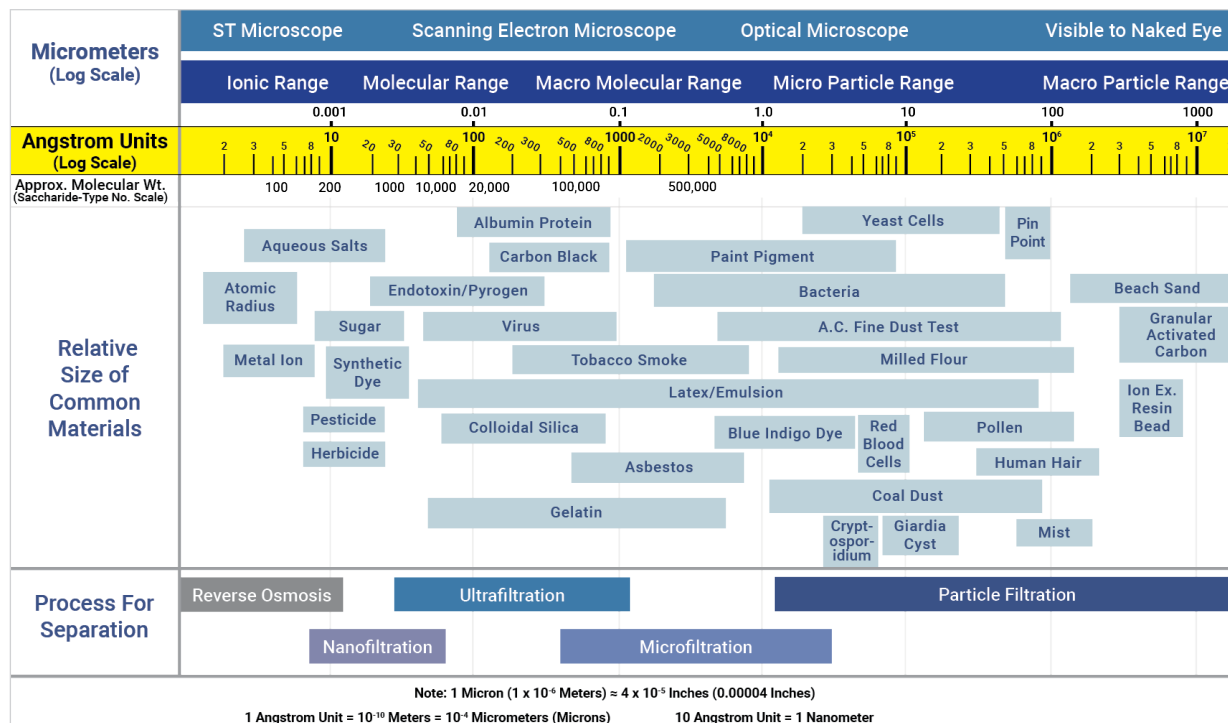 Micrometers
(Log Scale)
ST Microscope
Scanning Electron Microscope
Optical Microscope
Visible to Naked Eye
Ionic Range
Molecular Range
Macro Molecular Range
Micro Particle Range
Macro Particle Range
0.001 0.01 0.1 1.0 10 100 1000
Angstrom Units
(Log Scale)
2 3 5 8 10 20 30 50 80 100 200 300 500 800 1000 2000 3000 5000 8000 10⁴ 2 3 5 8 10⁵ 2 3 5 8 10⁶ 2 3 5 8 10⁷
Approx. Molecular Wt.
(Saccharide-Type No. Scale)
100 200 1000 10,000 20,000 100,000 500,000
Relative
Size of
Common
Materials
Albumin Protein
Yeast Cells
Pin
Point
Aqueous Salts
Carbon Black
Paint Pigment
Atomic
Radius
Endotoxin/Pyrogen
Bacteria
Beach Sand
Sugar
Virus
A.C. Fine Dust Test
Granular
Activated
Carbon
Metal Ion
Synthetic
Dye
Tobacco Smoke
Milled Flour
Latex/Emulsion
Ion Ex.
Resin
Bead
Pesticide
Colloidal Silica
Blue Indigo Dye
Red
Blood
Cells
Pollen
Herbicide
Asbestos
Human Hair
Coal Dust
Gelatin
Crypt-
ospor-
idium
Giardia
Cyst
Mist
Process For
Separation
Reverse Osmosis
Ultrafiltration
Particle Filtration
Nanofiltration
Microfiltration
Note: 1 Micron (1 x 10⁻⁶ Meters) ≈ 4 x 10⁻⁵ Inches (0.00004 Inches)
1 Angstrom Unit = 10⁻¹⁰ Meters = 10⁻⁴ Micrometers (Microns)
10 Angstrom Unit = 1 Nanometer